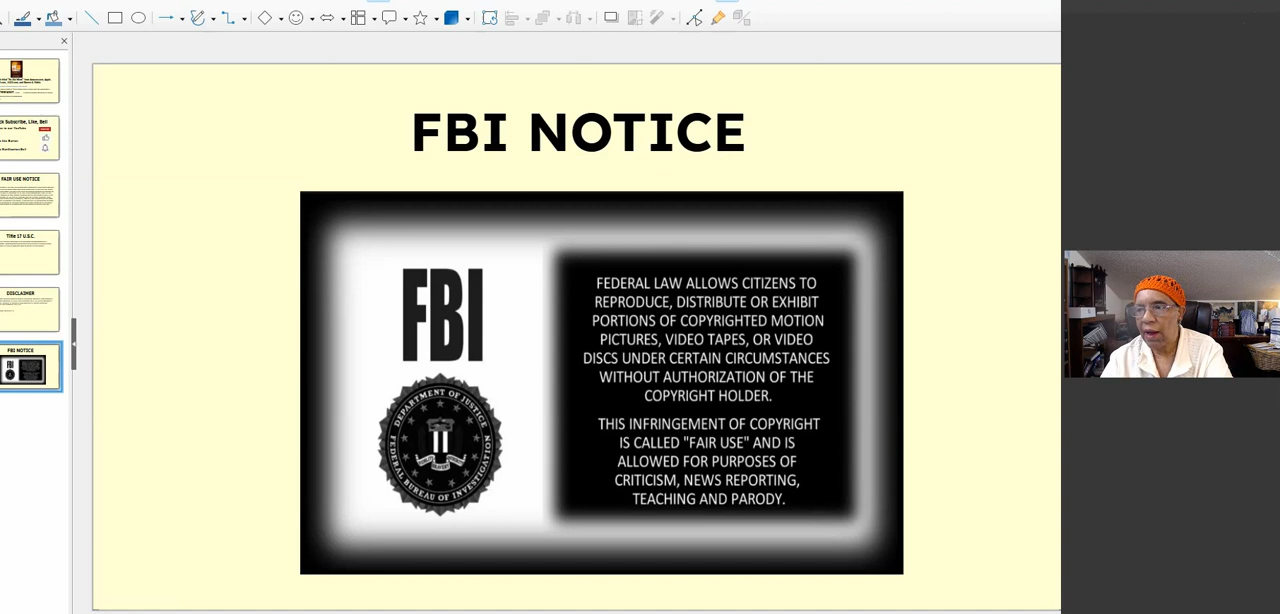 ck Subscribe, Like, Bell
FAIR USE NOTICE
Title 17 U.S.C.
DISCLAIMER
FBI NOTICE
FBI NOTICE
FBI
DEPARTMENT OF JUSTICE
FEDERAL BUREAU OF INVESTIGATION
FEDERAL LAW ALLOWS CITIZENS TO
REPRODUCE, DISTRIBUTE OR EXHIBIT
PORTIONS OF COPYRIGHTED MOTION
PICTURES, VIDEO TAPES, OR VIDEO
DISCS UNDER CERTAIN CIRCUMSTANCES
WITHOUT AUTHORIZATION OF THE
COPYRIGHT HOLDER.
THIS INFRINGEMENT OF COPYRIGHT
IS CALLED "FAIR USE" AND IS
ALLOWED FOR PURPOSES OF
CRITICISM, NEWS REPORTING,
TEACHING AND PARODY.